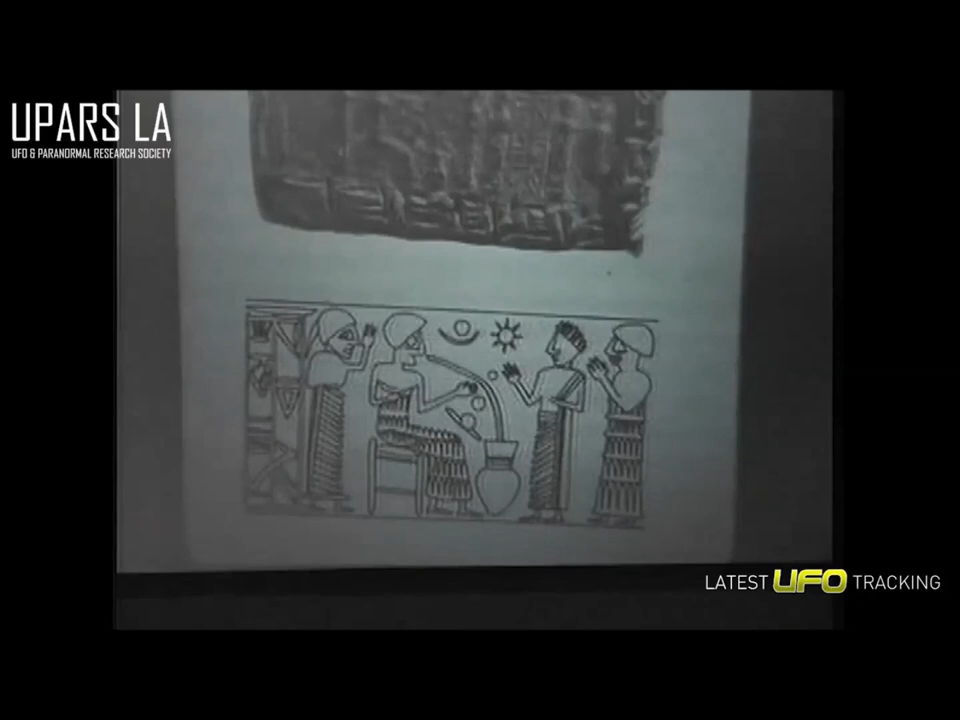 UPARS LA
UFO & PARANORMAL RESEARCH SOCIETY
LATEST UFO TRACKING